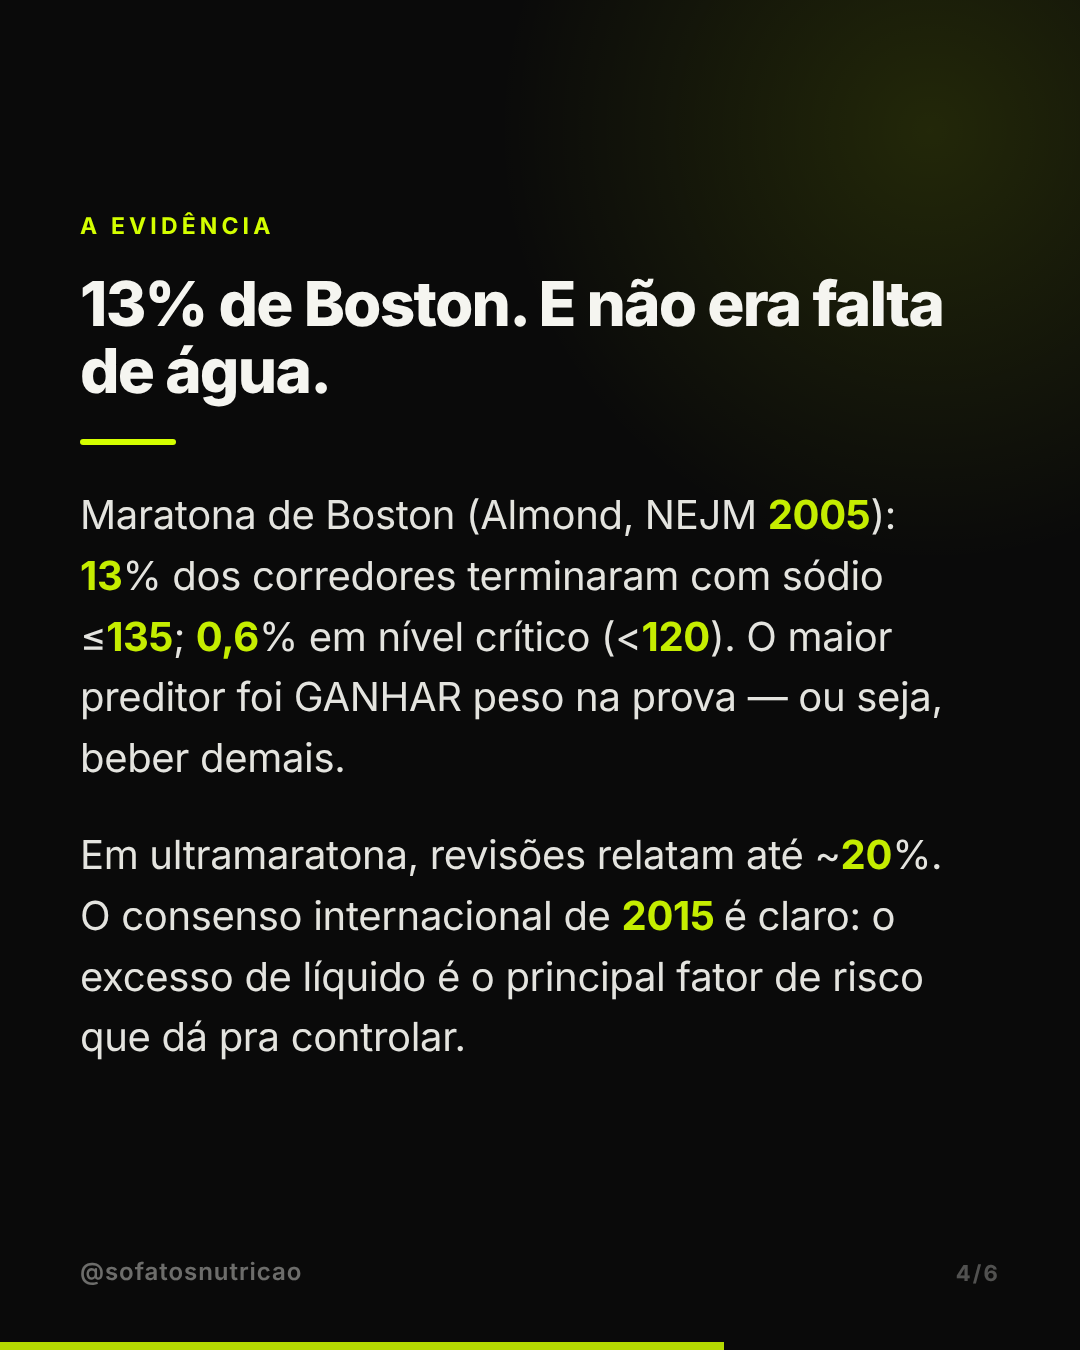 A EVIDÊNCIA
13% de Boston. E não era falta
de água.
Maratona de Boston (Almond, NEJM 2005):
13% dos corredores terminaram com sódio
≤135; 0,6% em nível crítico (<120). O maior
preditor foi GANHAR peso na prova — ou seja,
beber demais.
Em ultramaratona, revisões relatam até ~20%.
O consenso internacional de 2015 é claro: o
excesso de líquido é o principal fator de risco
que dá pra controlar.
@sofatosnutricao
4/6